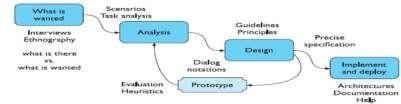 What is
wanted
Scenarios
Task analysis
Guidelines
Principles
Interviews
Ethnography
Analysis
Precise
specification
what is there
vs.
what is wanted
Design
Dialog
notations
Implement
and deploy
Evaluation
Heuristics
Prototype
Architectures
Documentation
Help